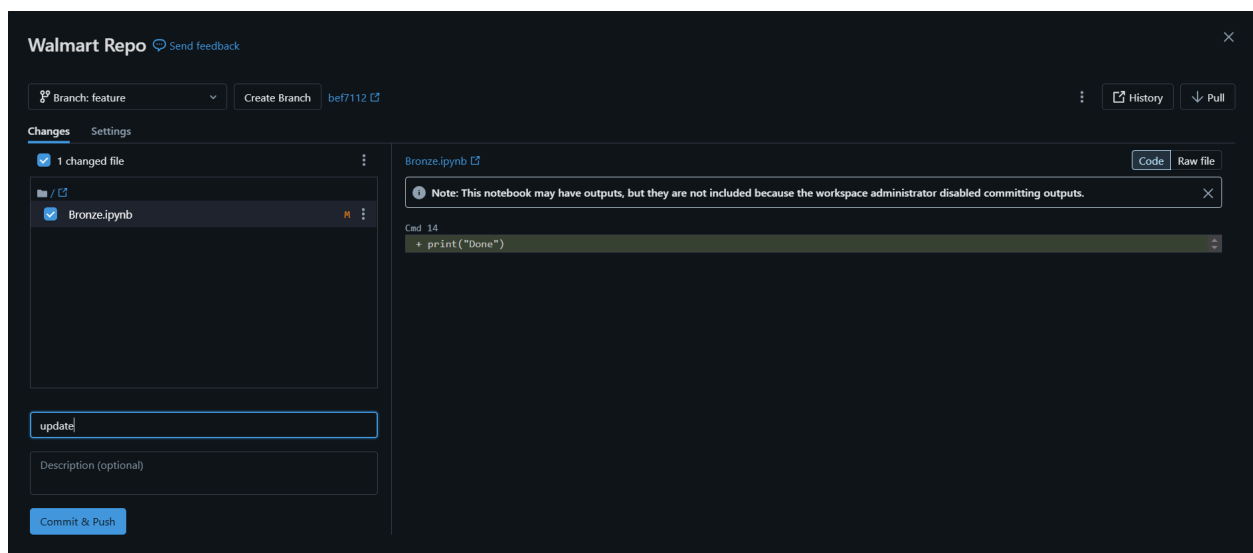 Walmart Repo Send feedback
Branch: feature Create Branch bef7112 History Pull
Changes Settings
1 changed file
/
Bronze.ipynb M
update
Description (optional)
Commit & Push
Bronze.ipynb Code Raw file
Note: This notebook may have outputs, but they are not included because the workspace administrator disabled committing outputs.
Cmd 14
+ print("Done")